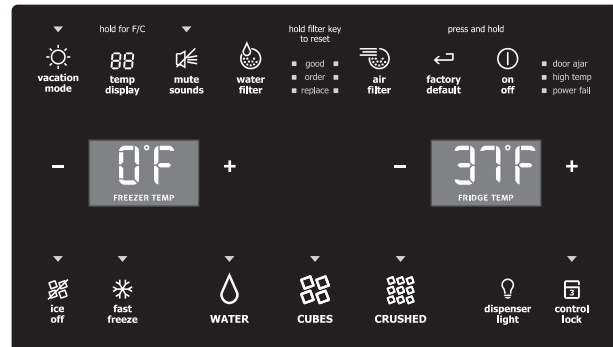 hold for F/C
hold filter key
to reset
press and hold
vacation
mode
88
temp
display
mute
sounds
water
filter
good
order
replace
air
filter
factory
default
on
off
door ajar
high temp
power fail
– 0°F +
FREEZER TEMP
– 37°F +
FRIDGE TEMP
ice
off
fast
freeze
WATER
CUBES
CRUSHED
dispenser
light
3
control
lock